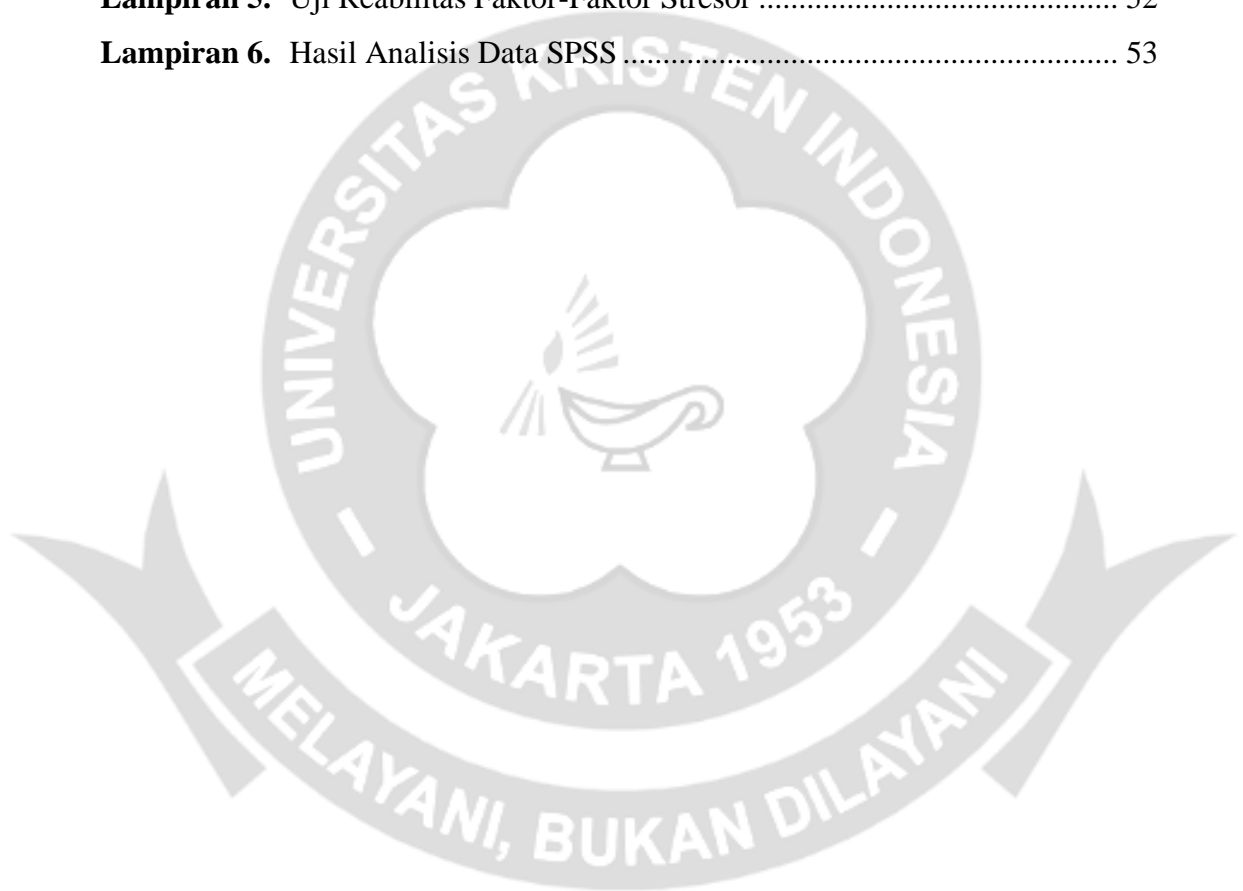 Lampiran 5. Uji Reabilitas Faktor-Faktor Stresor ............................................. 52
Lampiran 6. Hasil Analisis Data SPSS .............................................................. 53
UNIVERSITAS KRISTEN INDONESIA
- JAKARTA 1953 -
MELAYANI, BUKAN DILAYANI